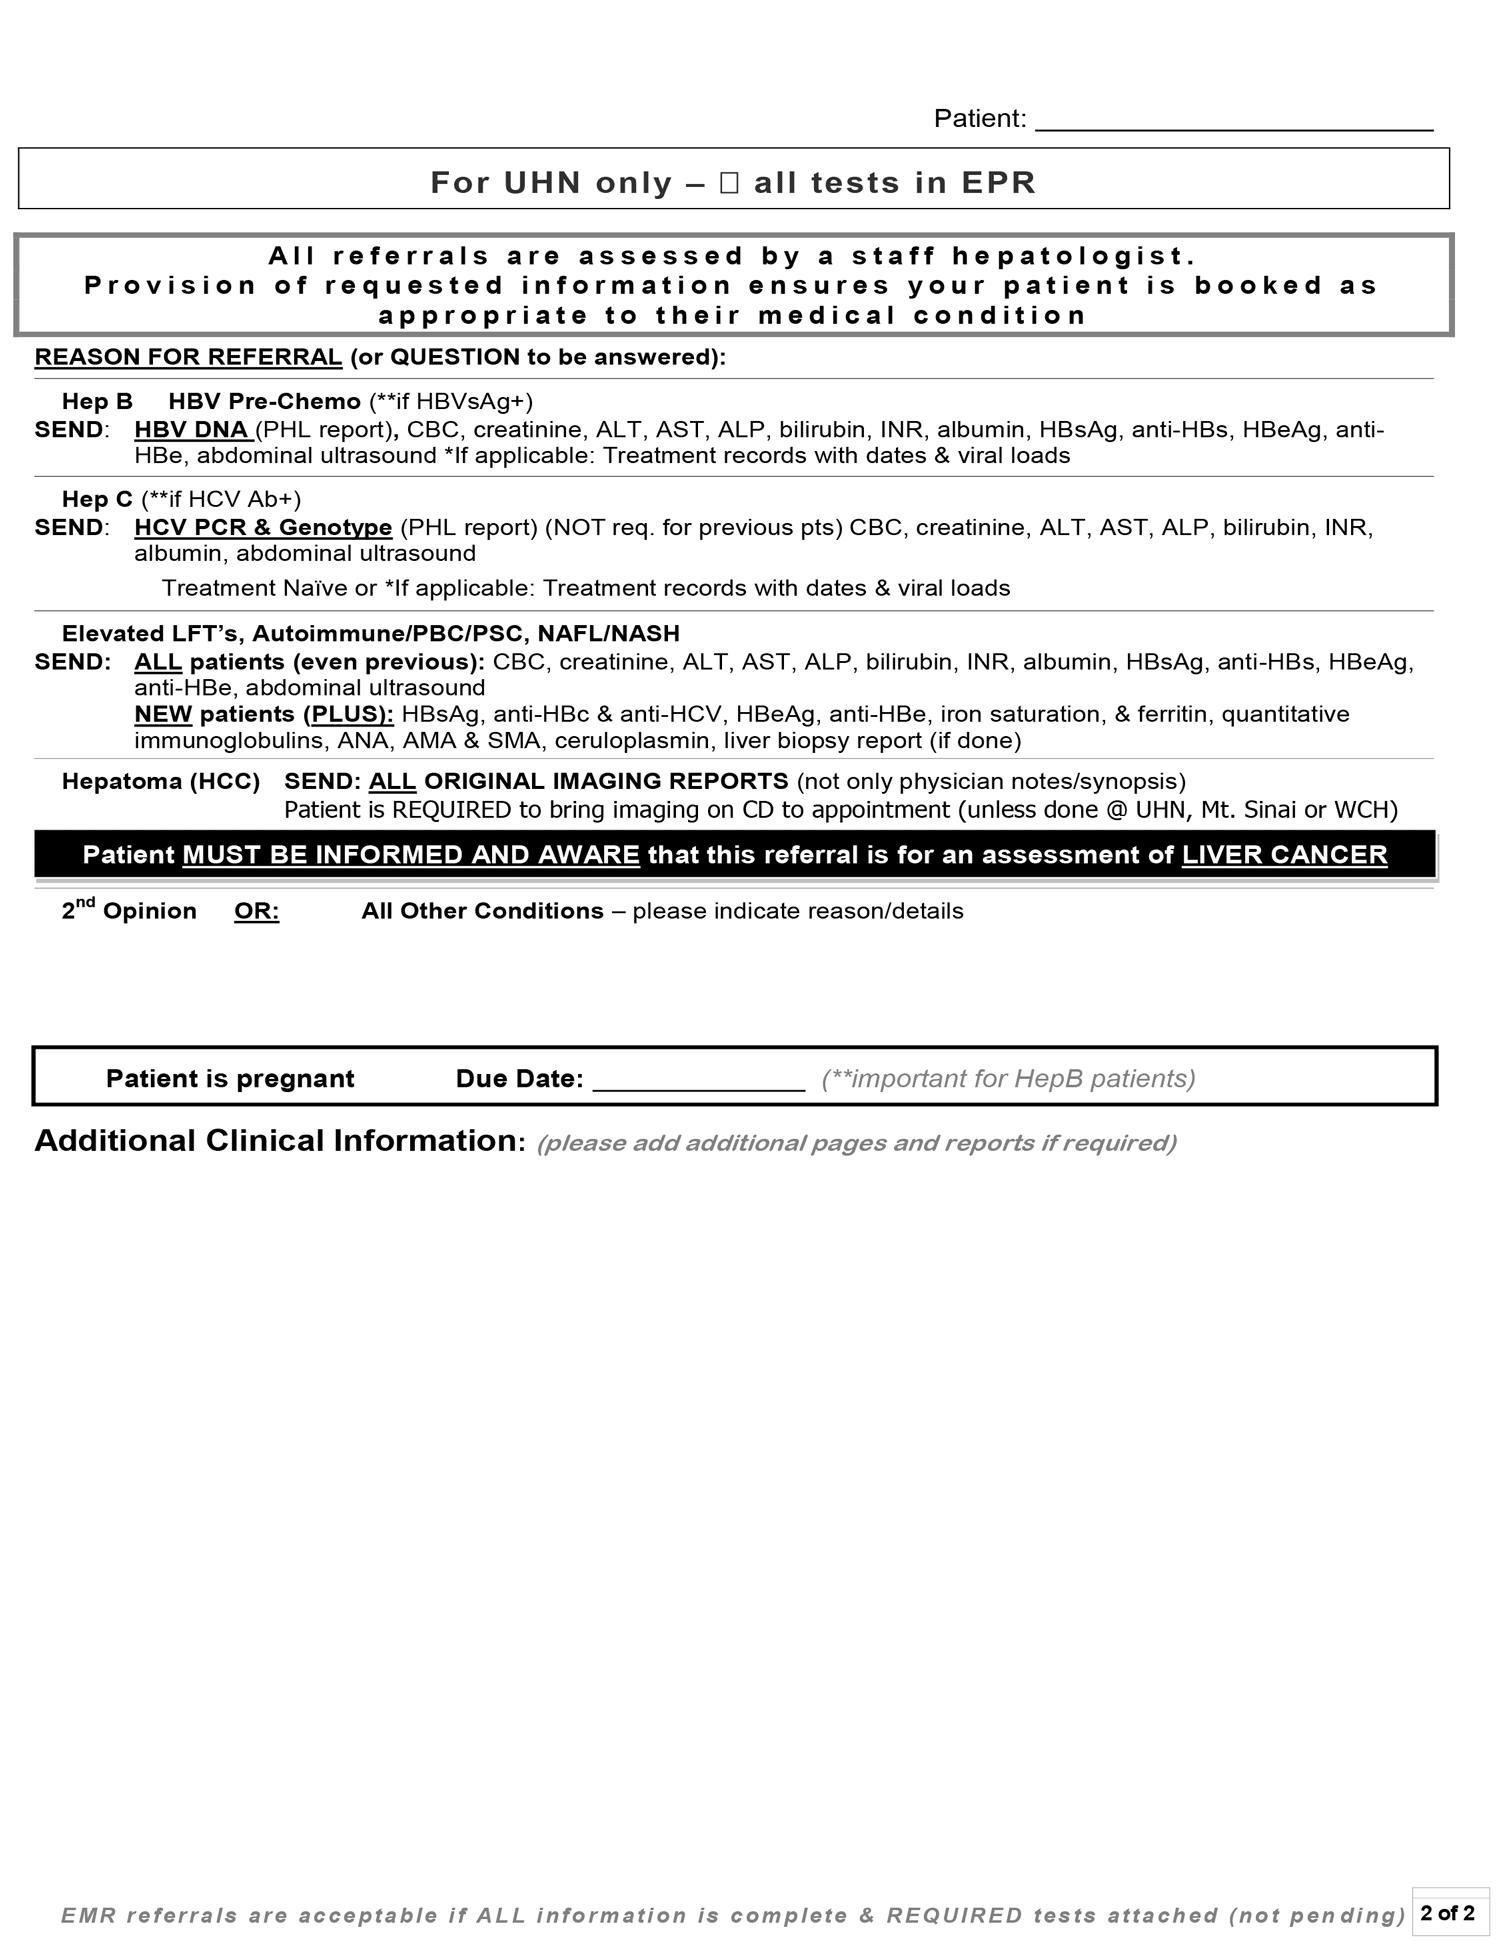 Patient: ____________________
For UHN only – □ all tests in EPR
All referrals are assessed by a staff hepatologist.
Provision of requested information ensures your patient is booked as
appropriate to their medical condition
REASON FOR REFERRAL (or QUESTION to be answered):
Hep B HBV Pre-Chemo (**if HBVsAg+)
SEND: HBV DNA (PHL report), CBC, creatinine, ALT, AST, ALP, bilirubin, INR, albumin, HBsAg, anti-HBs, HBeAg, anti-
HBe, abdominal ultrasound *If applicable: Treatment records with dates & viral loads
Hep C (**if HCV Ab+)
SEND: HCV PCR & Genotype (PHL report) (NOT req. for previous pts) CBC, creatinine, ALT, AST, ALP, bilirubin, INR,
albumin, abdominal ultrasound
Treatment Naïve or *If applicable: Treatment records with dates & viral loads
Elevated LFT’s, Autoimmune/PBC/PSC, NAFL/NASH
SEND: ALL patients (even previous): CBC, creatinine, ALT, AST, ALP, bilirubin, INR, albumin, HBsAg, anti-HBs, HBeAg,
anti-HBe, abdominal ultrasound
NEW patients (PLUS): HBsAg, anti-HBc & anti-HCV, HBeAg, anti-HBe, iron saturation, & ferritin, quantitative
immunoglobulins, ANA, AMA & SMA, ceruloplasmin, liver biopsy report (if done)
Hepatoma (HCC) SEND: ALL ORIGINAL IMAGING REPORTS (not only physician notes/synopsis)
Patient is REQUIRED to bring imaging on CD to appointment (unless done @ UHN, Mt. Sinai or WCH)
Patient MUST BE INFORMED AND AWARE that this referral is for an assessment of LIVER CANCER
2nd Opinion OR: All Other Conditions – please indicate reason/details
Patient is pregnant Due Date: _______________ (**important for HepB patients)
Additional Clinical Information: (please add additional pages and reports if required)
EMR referrals are acceptable if ALL information is complete & REQUIRED tests attached (not pending) 2 of 2